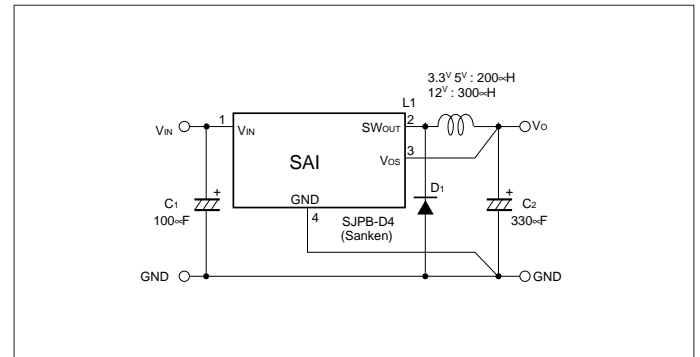 3.3V 5V : 200∝H
12V : 300∝H
L1
VIN
1
VIN
SWOUT
2
VO
SAI
VOS
3
GND
4
D1
C1
100∝F
+
SJPB-D4
(Sanken)
+
C2
330∝F
GND
GND